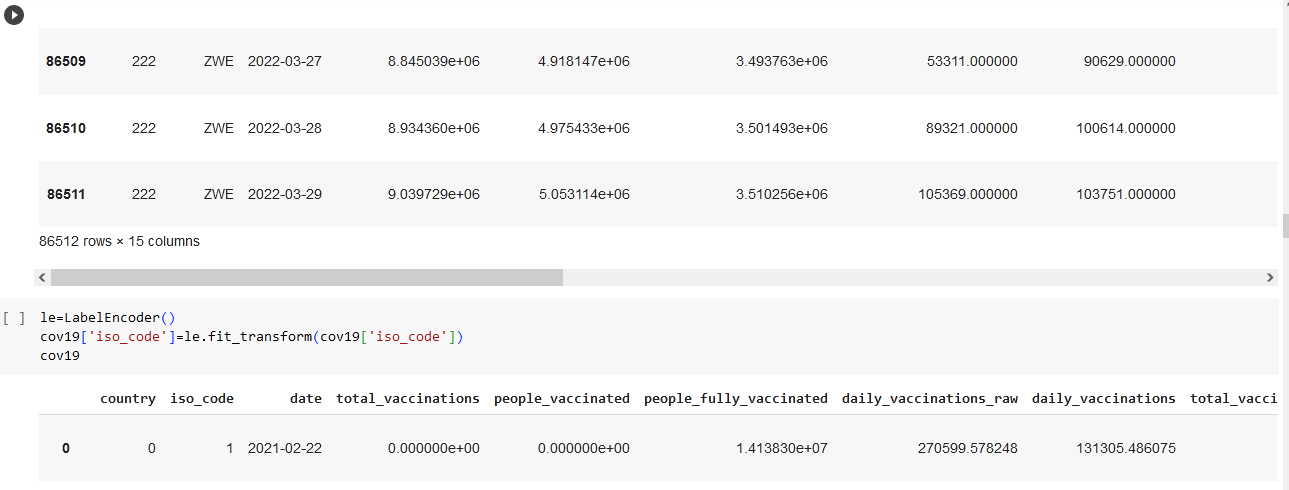 86509 222 ZWE 2022-03-27 8.845039e+06 4.918147e+06 3.493763e+06 53311.000000 90629.000000
86510 222 ZWE 2022-03-28 8.934360e+06 4.975433e+06 3.501493e+06 89321.000000 100614.000000
86511 222 ZWE 2022-03-29 9.039729e+06 5.053114e+06 3.510256e+06 105369.000000 103751.000000
86512 rows × 15 columns
[ ] le=LabelEncoder()
cov19['iso_code']=le.fit_transform(cov19['iso_code'])
cov19
country iso_code date total_vaccinations people_vaccinated people_fully_vaccinated daily_vaccinations_raw daily_vaccinations total_vacci
0 0 1 2021-02-22 0.000000e+00 0.000000e+00 1.413830e+07 270599.578248 131305.486075